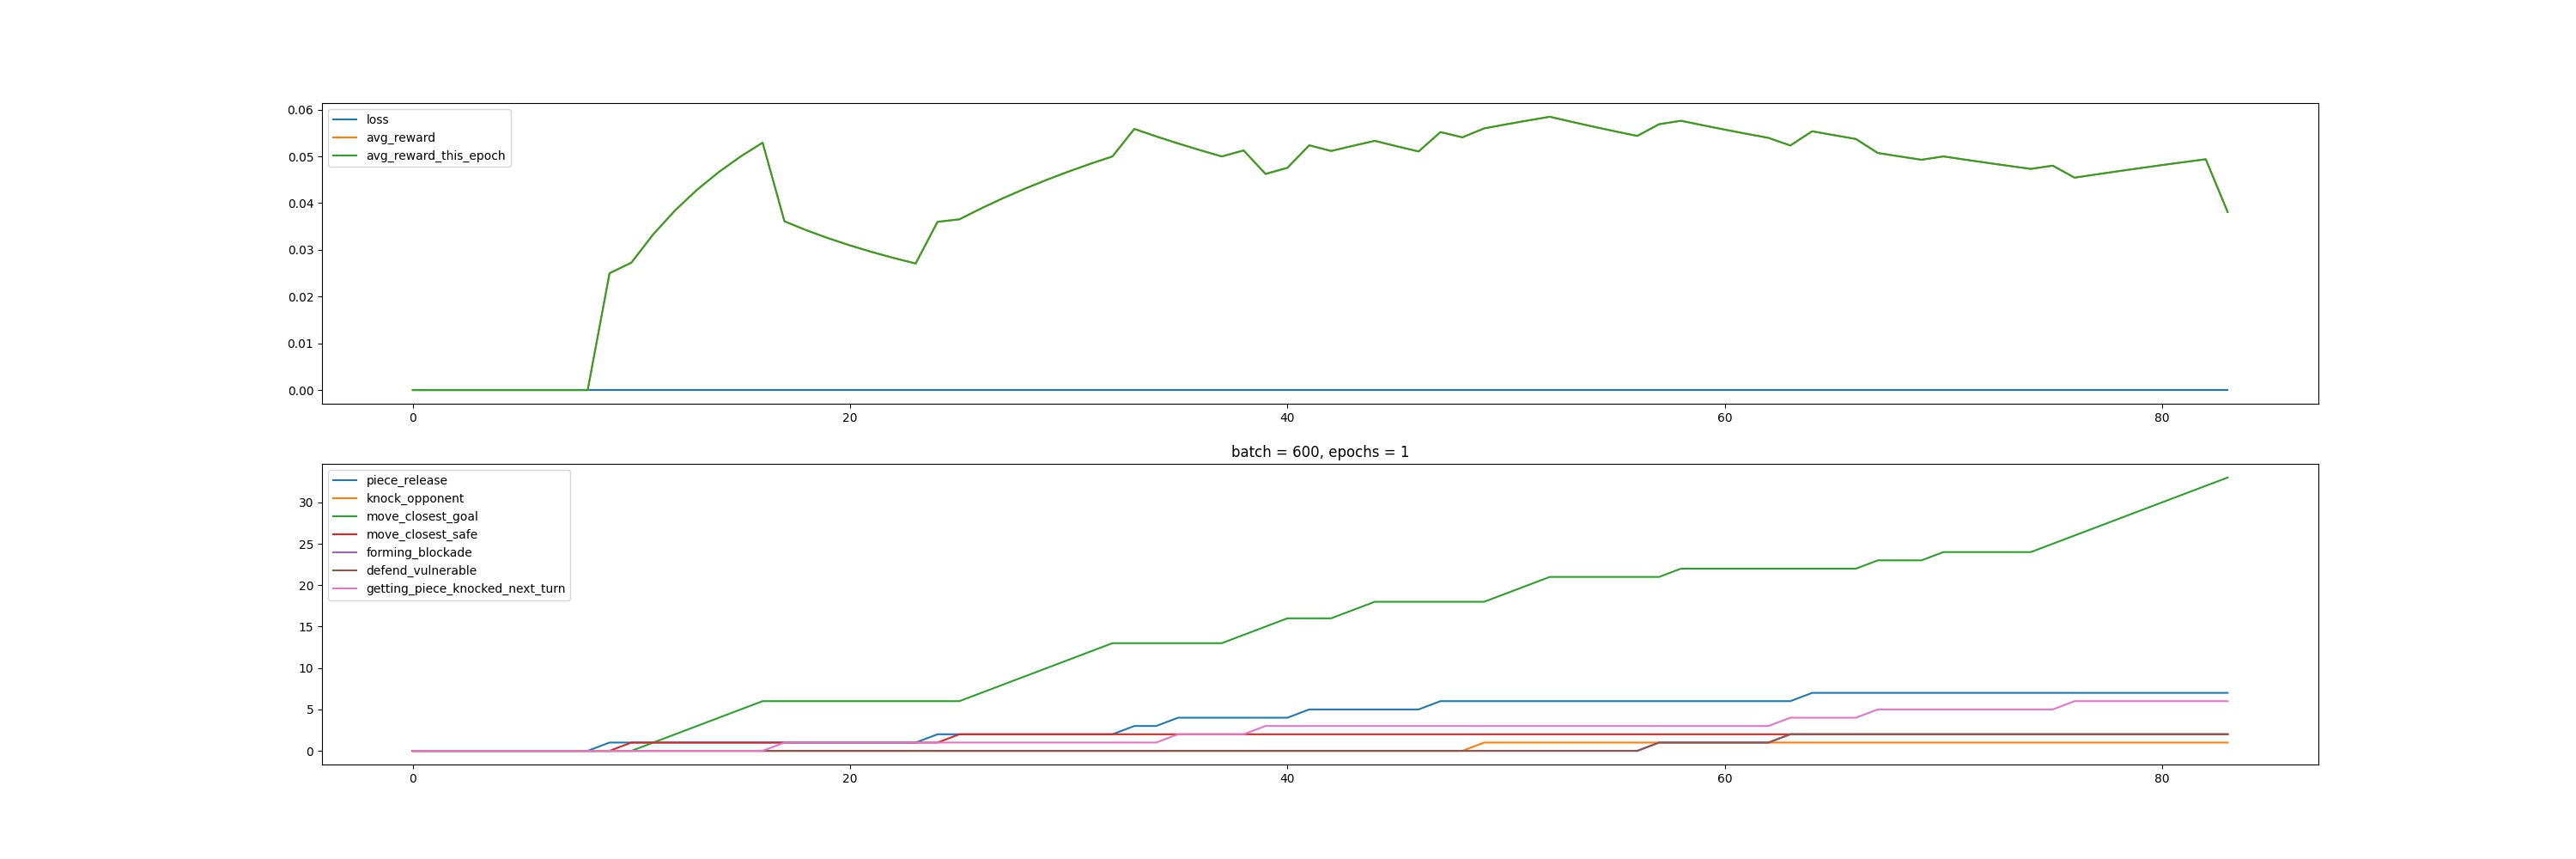 0.06
0.05
0.04
0.03
0.02
0.01
0.00
loss
avg_reward
avg_reward_this_epoch
0 20 40 60 80
batch = 600, epochs = 1
30
25
20
15
10
5
0
piece_release
knock_opponent
move_closest_goal
move_closest_safe
forming_blockade
defend_vulnerable
getting_piece_knocked_next_turn
0 20 40 60 80